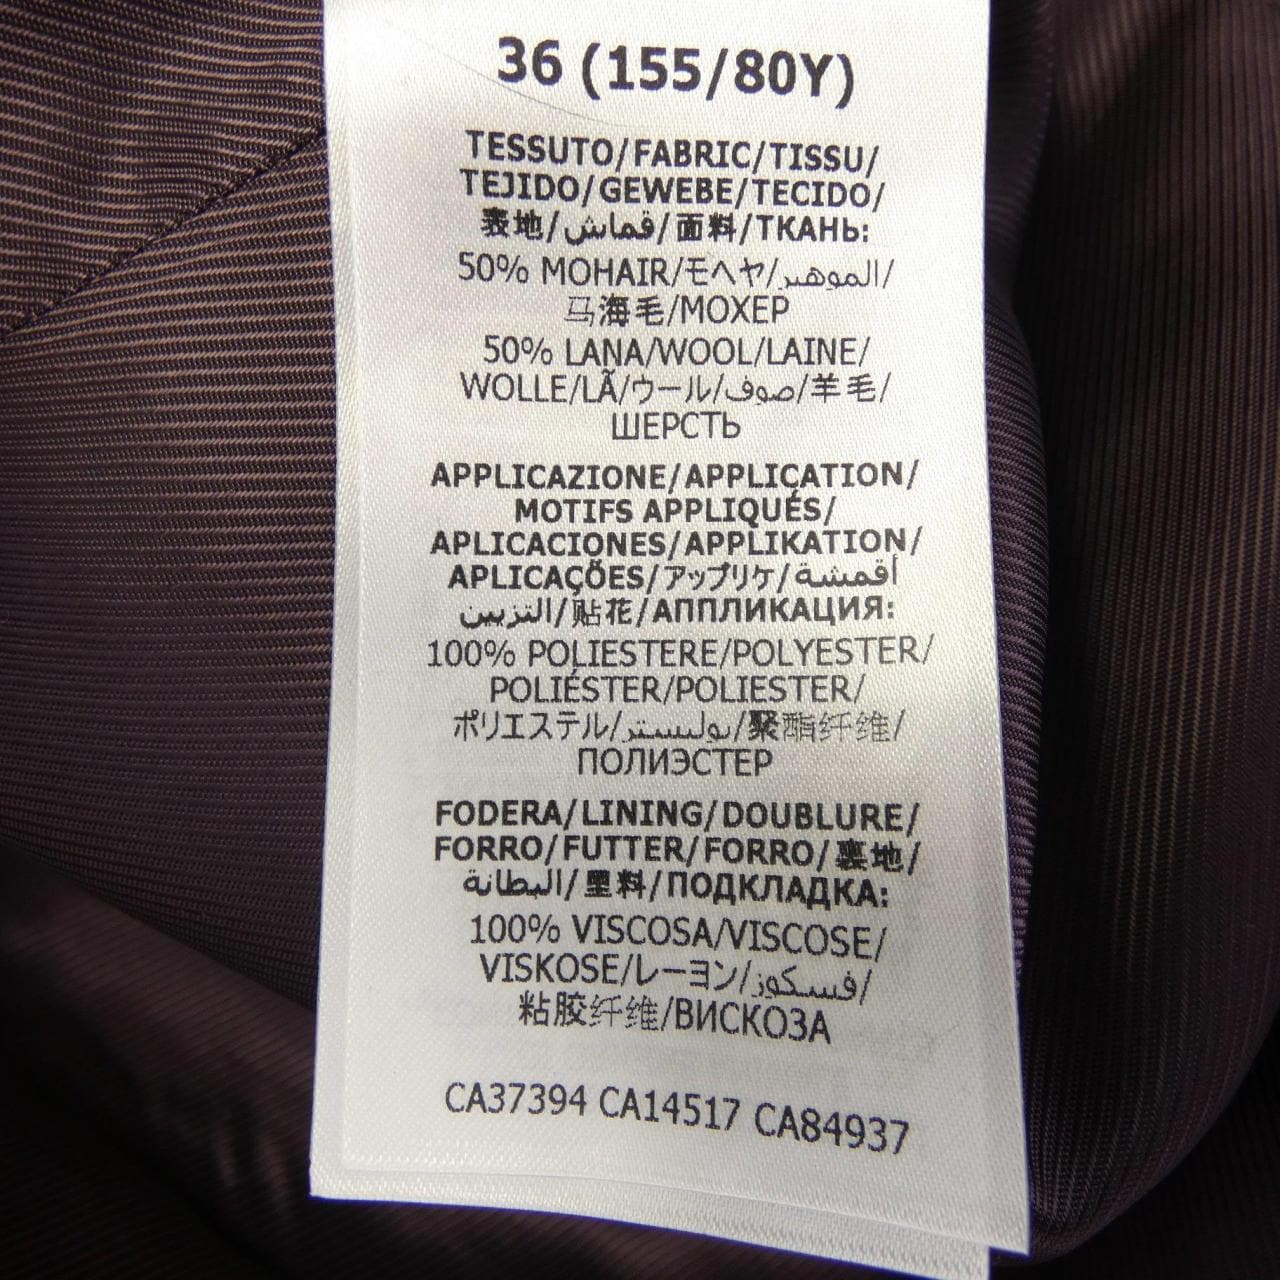 36 (155/80Y)
TESSUTO/FABRIC/TISSU/
TEJIDO/GEWEBE/TECIDO/
表地/قماش/面料/ТКАНЬ:
50% MOHAIR/モヘヤ/الموهير/
马海毛/МОХЕР
50% LANA/WOOL/LAINE/
WOLLE/LÃ/ウール/صوف/羊毛/
ШЕРСТЬ
APPLICAZIONE/APPLICATION/
MOTIFS APPLIQUÉS/
APLICACIONES/APPLIKATION/
APLICAÇÕES/アップリケ/أقمشة
التزيين/贴花/АППЛИКАЦИЯ:
100% POLIESTERE/POLYESTER/
POLIÉSTER/POLIESTER/
ポリエステル/بوليستر/聚酯纤维/
ПОЛИЭСТЕР
FODERA/LINING/DOUBLURE/
FORRO/FUTTER/FORRO/裏地/
البطانة/里料/ПОДКЛАДКА:
100% VISCOSA/VISCOSE/
VISKOSE/レーヨン/فسكوز/
粘胶纤维/ВИСКОЗА
CA37394 CA14517 CA84937